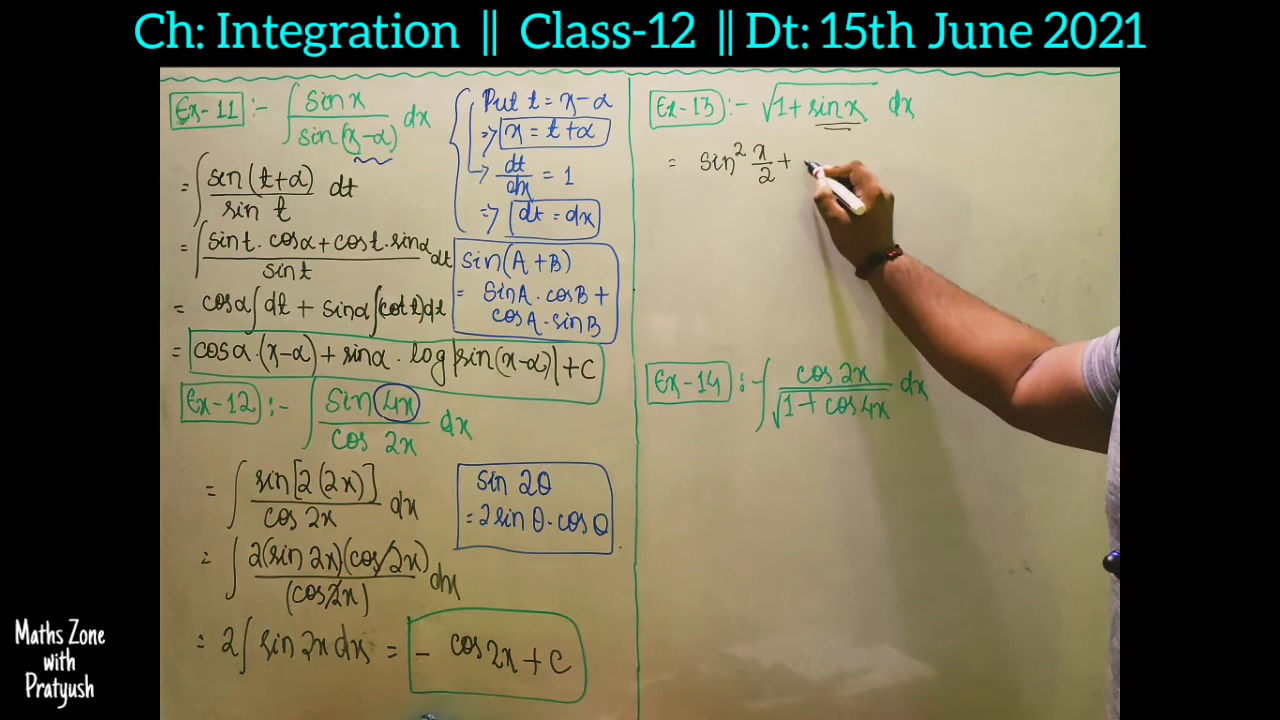 Ch: Integration || Class-12 || Dt: 15th June 2021
Ex-11 :- ∫ sin x / sin(x-α) dx
= ∫ sin(t+α) / sin t dt
= ∫ sin t · cos α + cos t · sin α / sin t dt
= cos α ∫ dt + sin α ∫ (cot t) dt
= cos α · (x-α) + sin α · log |sin(x-α)| + C
Put t = x-α
=> x = t+α
dt/dx = 1
=> dt = dx
sin(A+B)
= sin A · cos B +
cos A · sin B
Ex-12 :- ∫ sin 4x / cos 2x dx
= ∫ sin[2(2x)] / cos 2x dx
= ∫ 2(sin 2x)(cos 2x) / (cos 2x) dx
= 2 ∫ sin 2x dx = - cos 2x + C
sin 2θ
= 2 sin θ · cos θ
Ex-13 :- √1 + sin x dx
= sin² x/2 +
Ex-14 :- ∫ cos 2x / √1 + cos 4x dx
Maths Zone
with
Pratyush